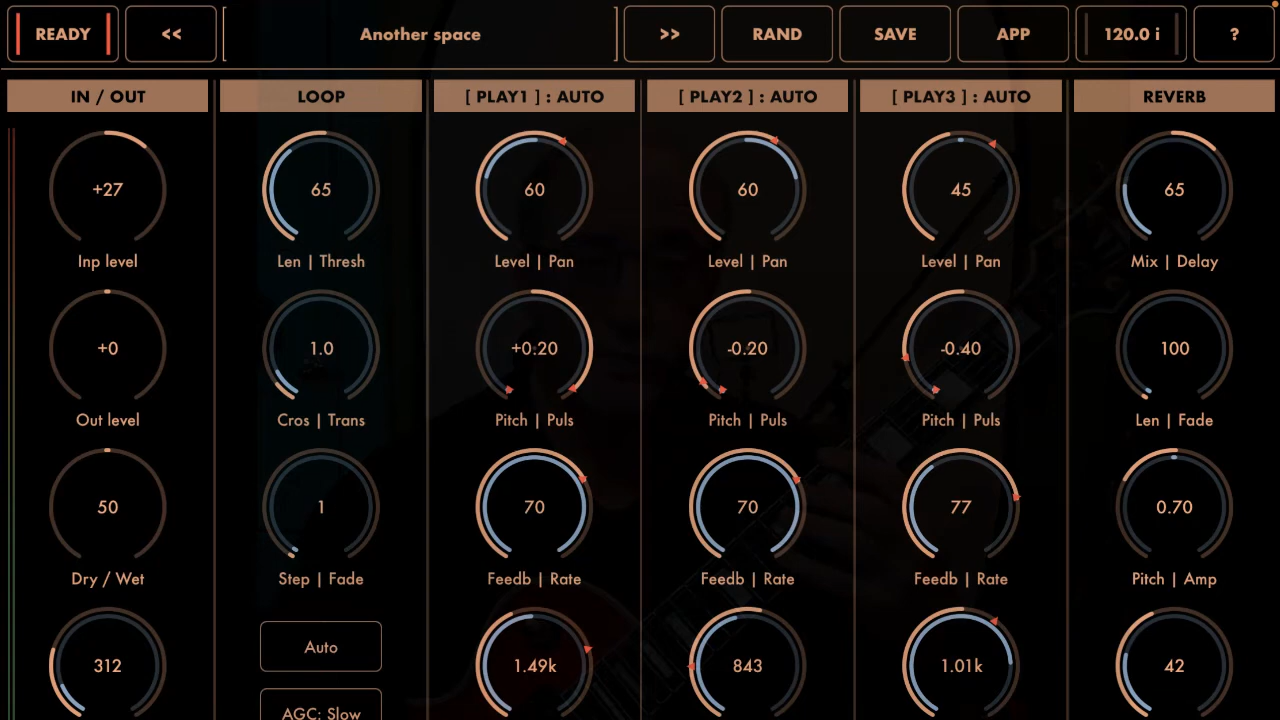 READY << Another space >> RAND SAVE APP 120.0 i ?
IN / OUT LOOP [ PLAY1 ] : AUTO [ PLAY2 ] : AUTO [ PLAY3 ] : AUTO REVERB
+27 65 60 60 45 65
Inp level Len | Thresh Level | Pan Level | Pan Level | Pan Mix | Delay
+0 1.0 +0.20 -0.20 -0.40 100
Out level Cros | Trans Pitch | Puls Pitch | Puls Pitch | Puls Len | Fade
50 1 70 70 77 0.70
Dry / Wet Step | Fade Feedb | Rate Feedb | Rate Feedb | Rate Pitch | Amp
312 Auto 1.49k 843 1.01k 42
AGC: Slow